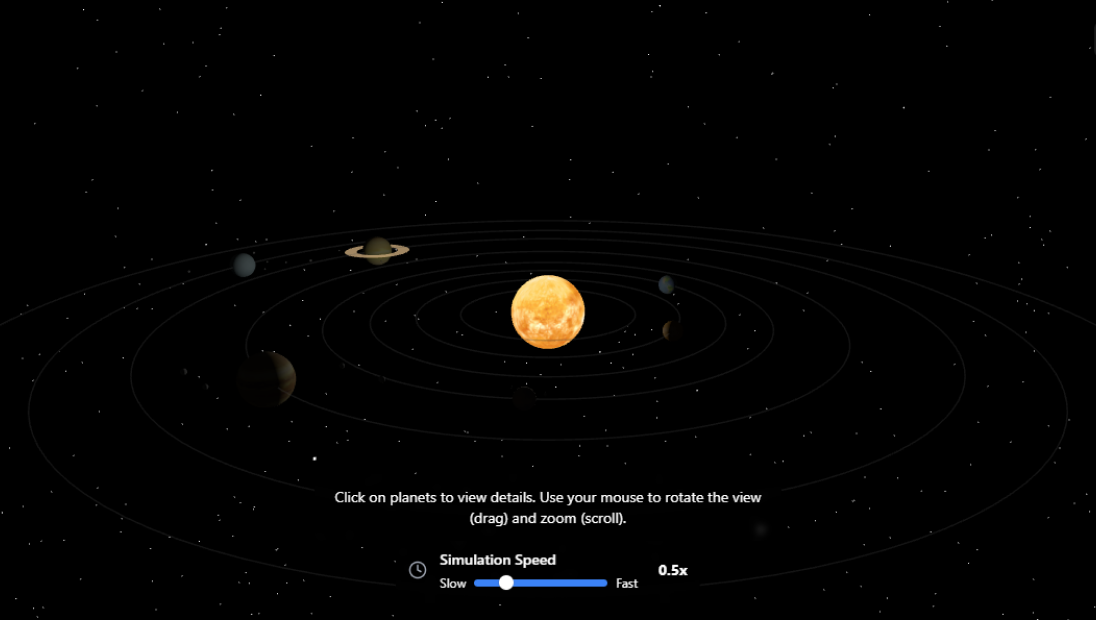 Click on planets to view details. Use your mouse to rotate the view
(drag) and zoom (scroll).
Simulation Speed
Slow Fast 0.5x